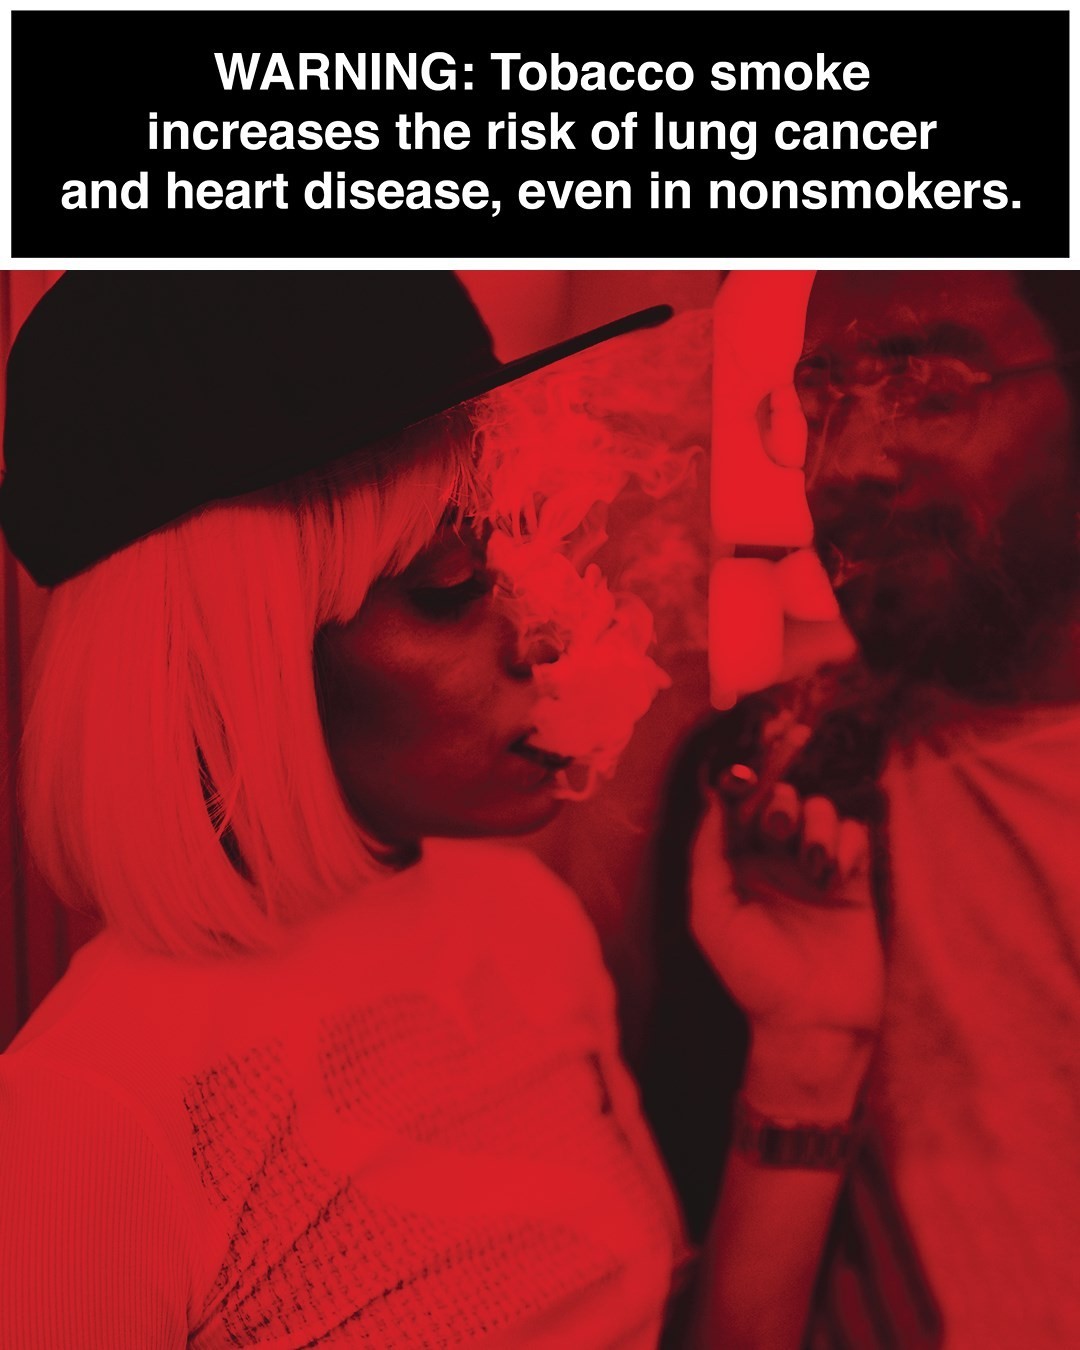 WARNING: Tobacco smoke
increases the risk of lung cancer
and heart disease, even in nonsmokers.